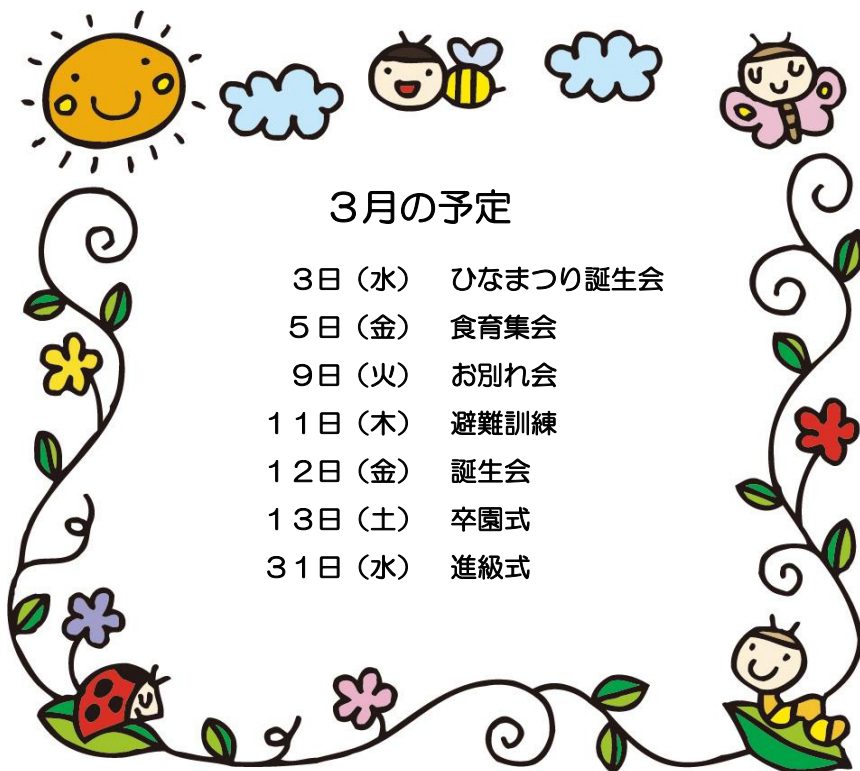 ３月の予定
３日（水）　ひなまつり誕生会
５日（金）　食育集会
９日（火）　お別れ会
１１日（木）　避難訓練
１２日（金）　誕生会
１３日（土）　卒園式
３１日（水）　進級式